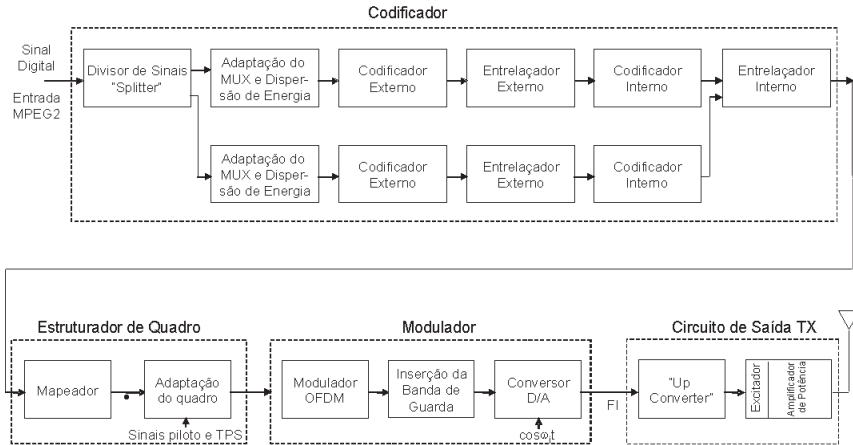 Codificador
Sinal
Digital
Entrada
MPEG2
Divisor de Sinais
"Splitter"
Adaptação do
MUX e Disper-
são de Energia
Codificador
Externo
Entrelaçador
Externo
Codificador
Interno
Entrelaçador
Interno
Adaptação do
MUX e Disper-
são de Energia
Codificador
Externo
Entrelaçador
Externo
Codificador
Interno
Estruturador de Quadro
Mapeador
Adaptação
do quadro
Sinais piloto e TPS
Modulador
Modulador
OFDM
Inserção da
Banda de
Guarda
Conversor
D/A
cosωit
FI
Circuito de Saída TX
"Up
Converter"
Excitador
Amplificador
de Potência